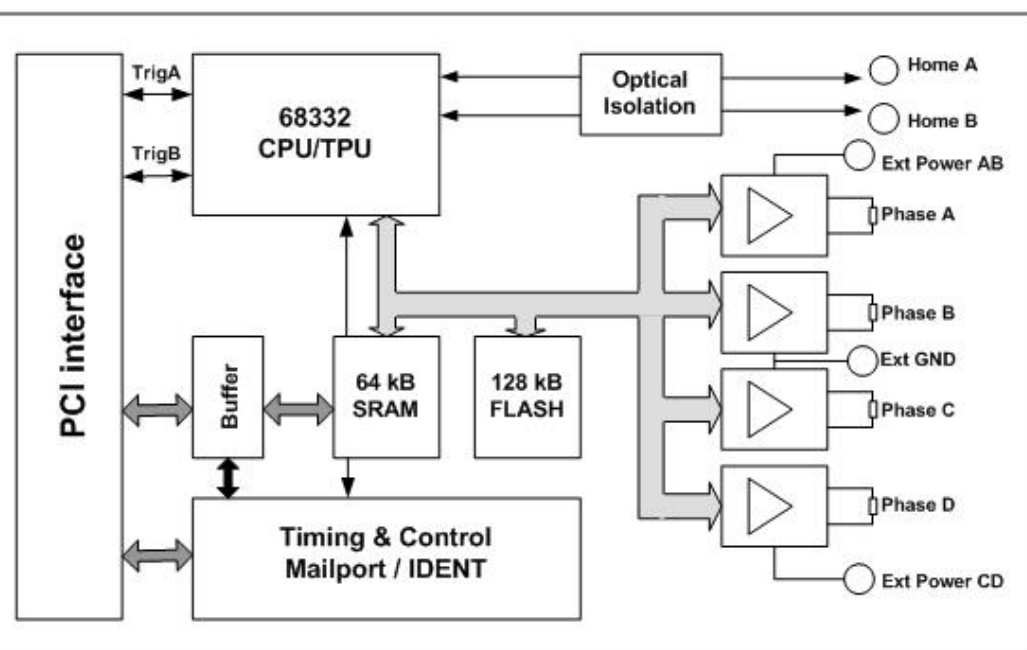 TrigA
TrigB
PCI interface
68332
CPU/TPU
Optical
Isolation
Home A
Home B
Ext Power AB
Phase A
Phase B
Ext GND
Phase C
Phase D
Ext Power CD
Buffer
64 kB
SRAM
128 kB
FLASH
Timing & Control
Mailport / IDENT